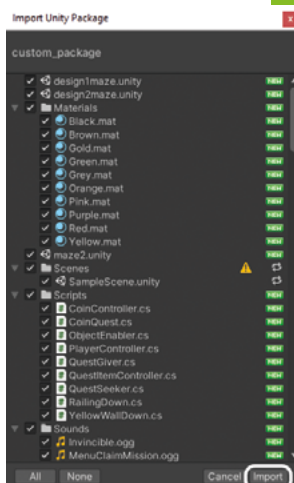 Import Unity Package x
custom_package
design1maze.unity NEW
design2maze.unity NEW
Materials NEW
Black.mat NEW
Brown.mat NEW
Gold.mat NEW
Green.mat NEW
Grey.mat NEW
Orange.mat NEW
Pink.mat NEW
Purple.mat NEW
Red.mat NEW
Yellow.mat NEW
maze2.unity NEW
Scenes
SampleScene.unity
Scripts NEW
CoinController.cs NEW
CoinQuest.cs NEW
ObjectEnabler.cs NEW
PlayerController.cs NEW
QuestGiver.cs NEW
QuestItemController.cs NEW
QuestSeeker.cs NEW
RailingDown.cs NEW
YellowWallDown.cs NEW
Sounds NEW
Invincible.ogg NEW
MenuClaimMission.ogg NEW
All None Cancel Import